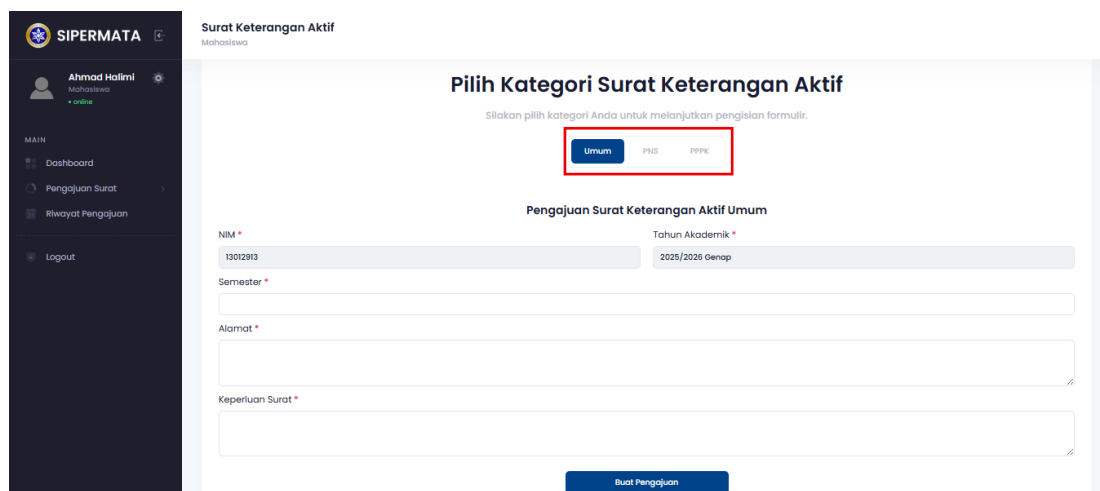 SIPERMATA
Ahmad Halimi
Mahasiswa
• online
MAIN
Dashboard
Pengajuan Surat
Riwayat Pengajuan
Logout
Surat Keterangan Aktif
Mahasiswa
Pilih Kategori Surat Keterangan Aktif
Silakan pilih kategori Anda untuk melanjutkan pengisian formulir.
Umum PNS PPPK
Pengajuan Surat Keterangan Aktif Umum
NIM * Tahun Akademik *
13012913 2025/2026 Genap
Semester *
Alamat *
Keperluan Surat *
Buat Pengajuan